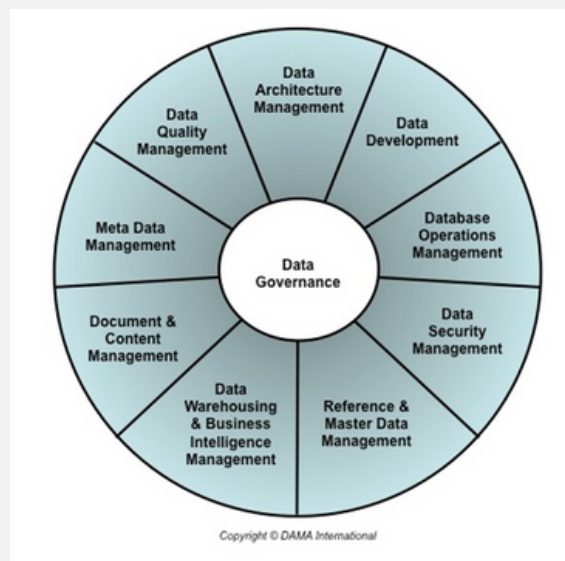 Data
Architecture
Management
Data
Development
Database
Operations
Management
Data
Security
Management
Reference &
Master Data
Management
Data
Warehousing
& Business
Intelligence
Management
Document &
Content
Management
Meta Data
Management
Data
Quality
Management
Data
Governance
Copyright © DAMA International